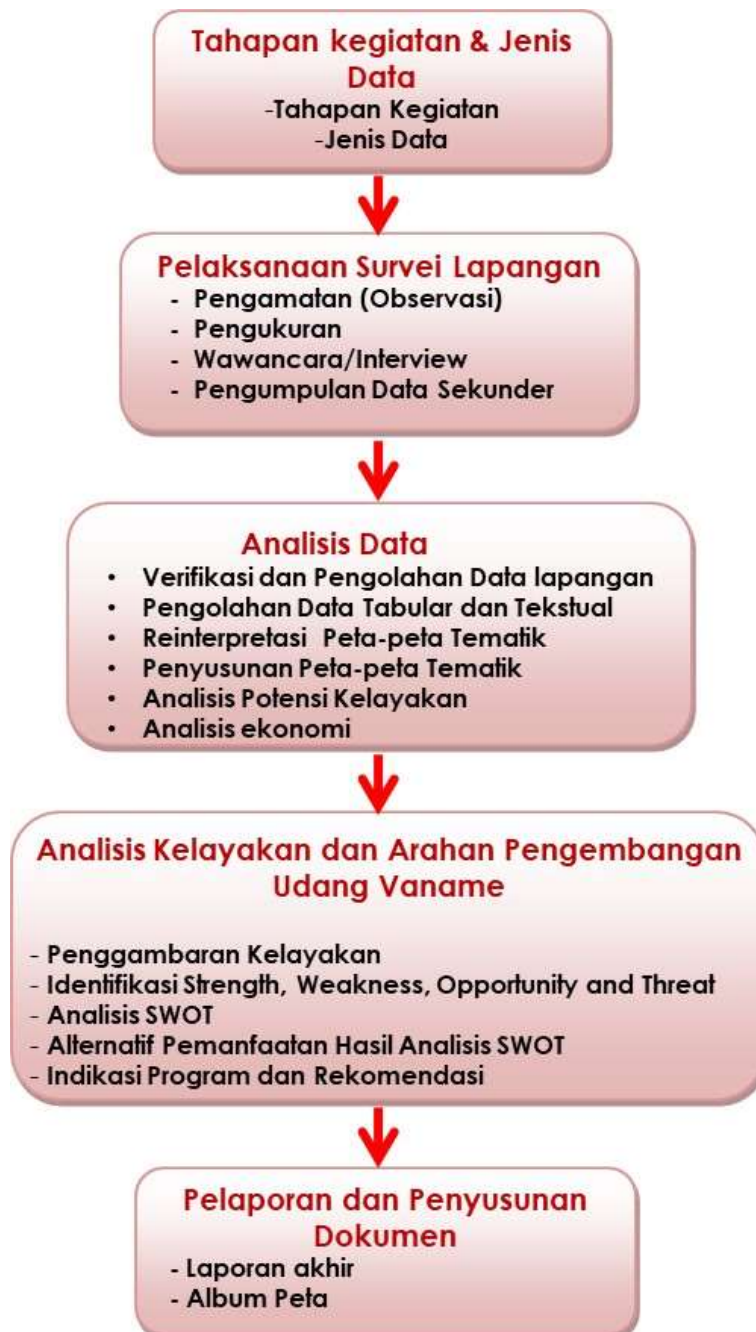 Tahapan kegiatan & Jenis
Data
-Tahapan Kegiatan
-Jenis Data
Pelaksanaan Survei Lapangan
- Pengamatan (Observasi)
- Pengukuran
- Wawancara/Interview
- Pengumpulan Data Sekunder
Analisis Data
• Verifikasi dan Pengolahan Data lapangan
• Pengolahan Data Tabular dan Tekstual
• Reinterpretasi Peta-peta Tematik
• Penyusunan Peta-peta Tematik
• Analisis Potensi Kelayakan
• Analisis ekonomi
Analisis Kelayakan dan Arahan Pengembangan
Udang Vaname
- Penggambaran Kelayakan
- Identifikasi Strength, Weakness, Opportunity and Threat
- Analisis SWOT
- Alternatif Pemanfaatan Hasil Analisis SWOT
- Indikasi Program dan Rekomendasi
Pelaporan dan Penyusunan
Dokumen
- Laporan akhir
- Album Peta